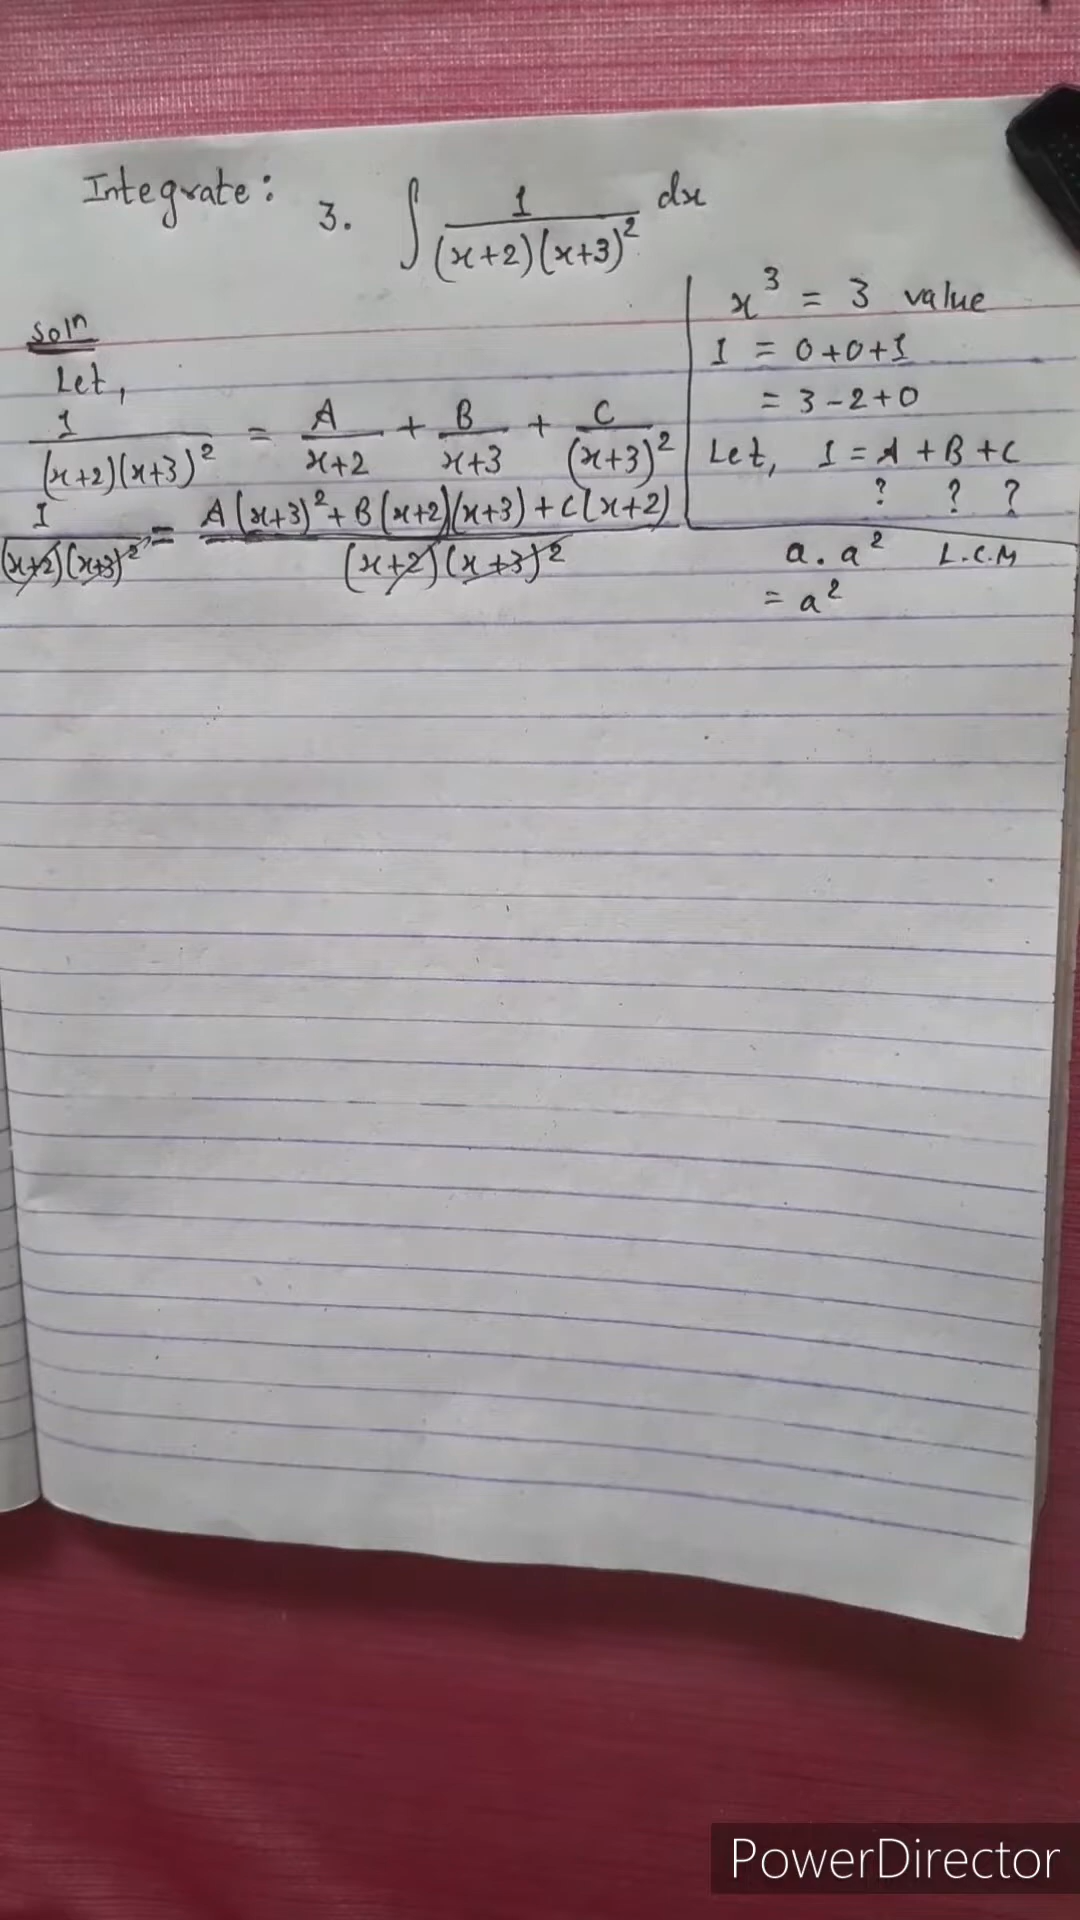 Integrate: 3. ∫ 1/(x+2)(x+3)² dx
Soln
Let,
1/(x+2)(x+3)² = A/x+2 + B/x+3 + C/(x+3)²
1/(x+2)(x+3)² = A(x+3)²+B(x+2)(x+3)+C(x+2)/(x+2)(x+3)²
x³ = 3 value
1 = 0+0+1
= 3-2+0
Let, 1 = A+B+C
? ? ?
a.a² L.C.M
= a²
PowerDirector